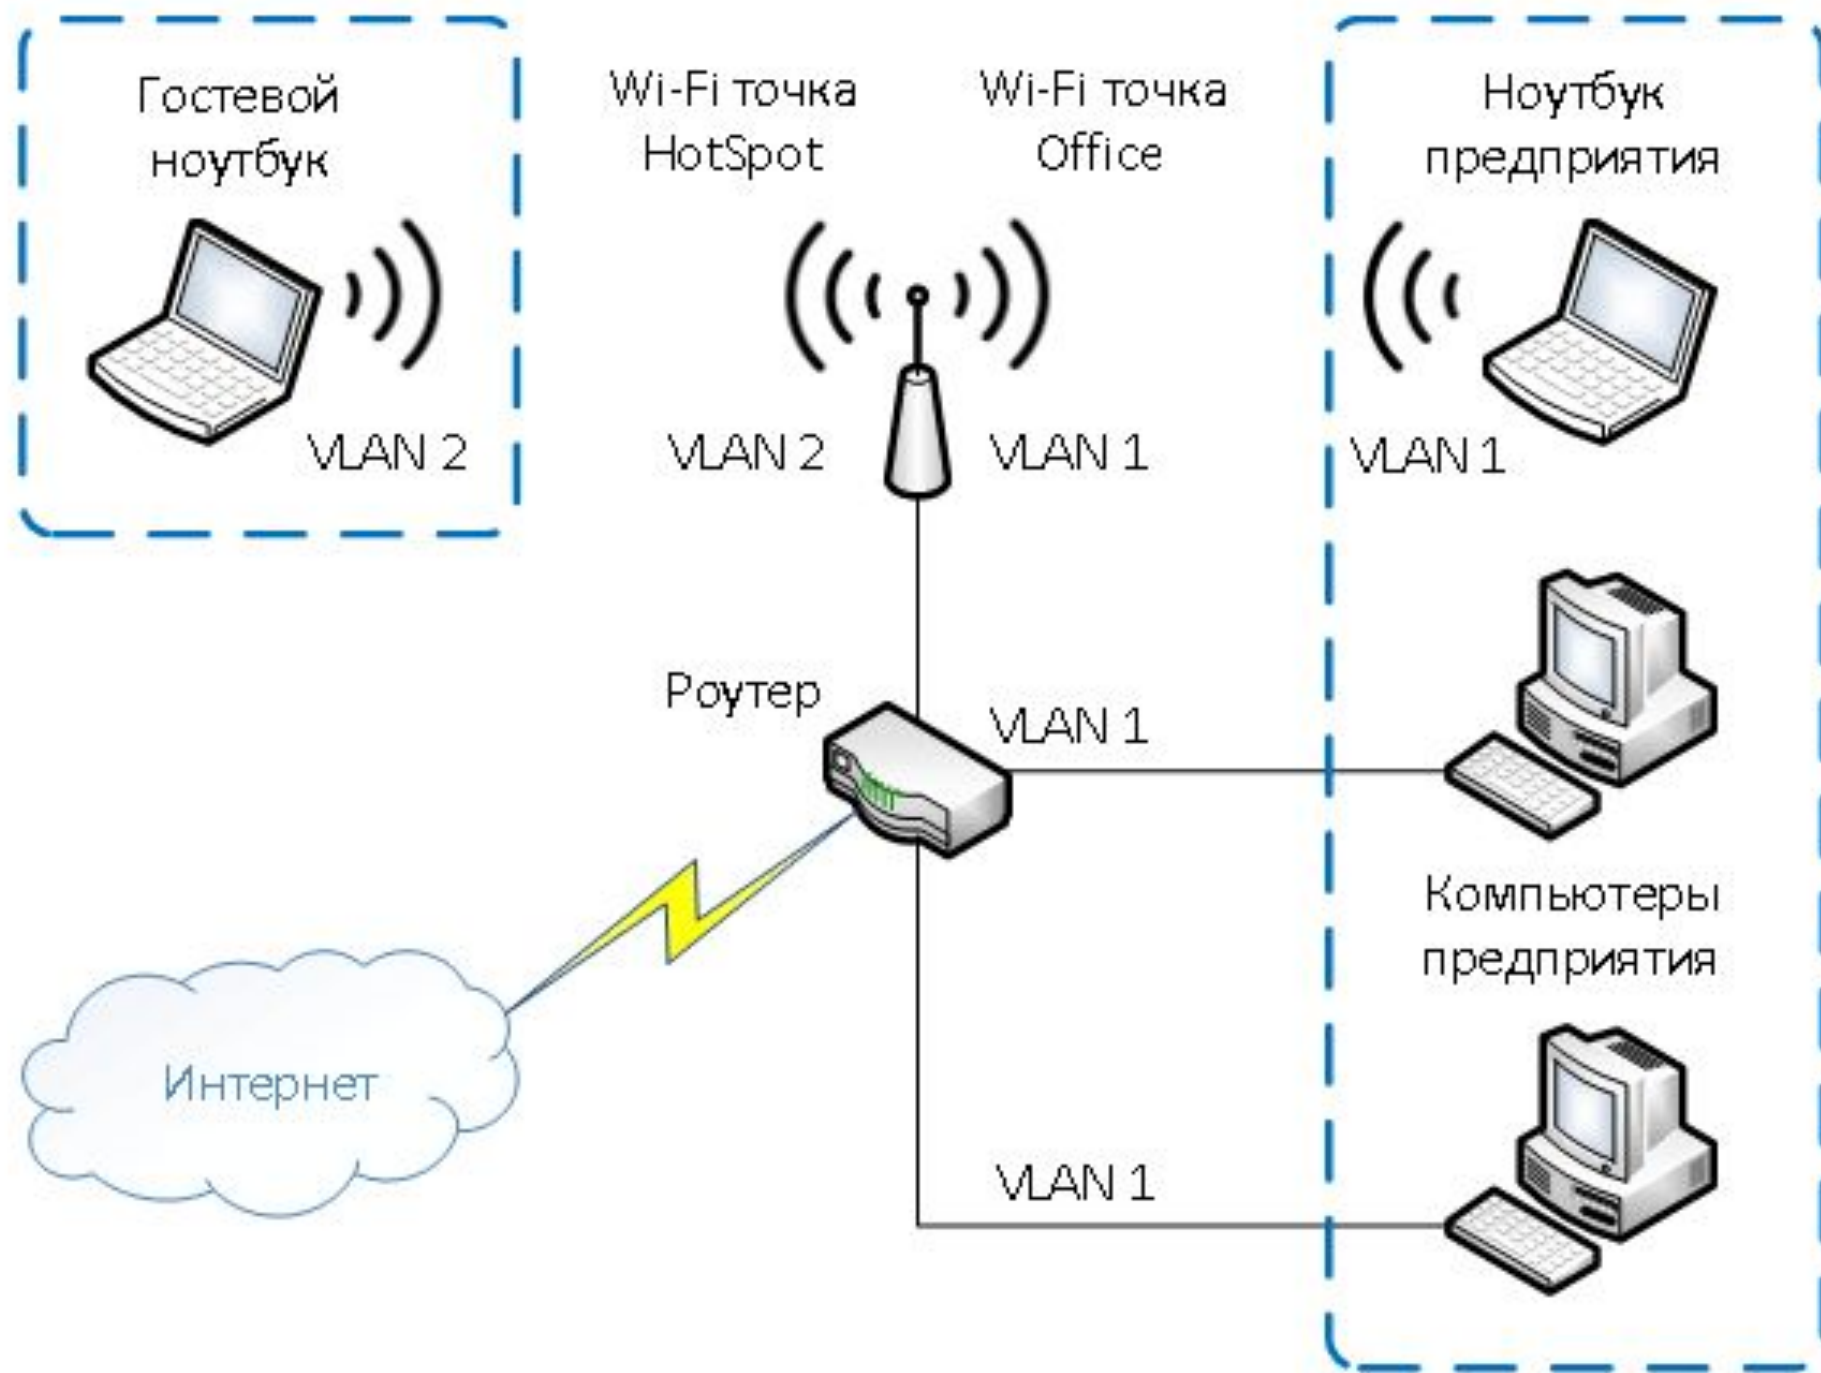 Гостевой
ноутбук
VLAN 2
Wi-Fi точка
HotSpot
VLAN 2
Wi-Fi точка
Office
VLAN 1
Ноутбук
предприятия
VLAN 1
Роутер
VLAN 1
Компьютеры
предприятия
Интернет
VLAN 1